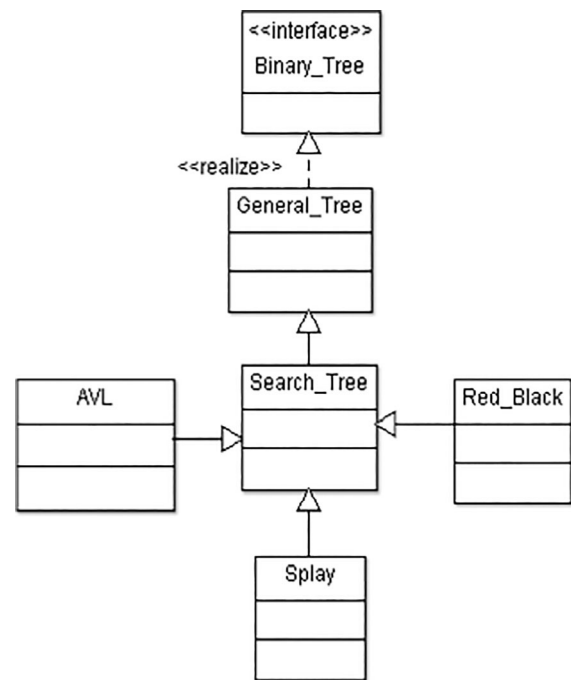 <<interface>>
Binary_Tree
<<realize>>
General_Tree
AVL
Search_Tree
Red_Black
Splay